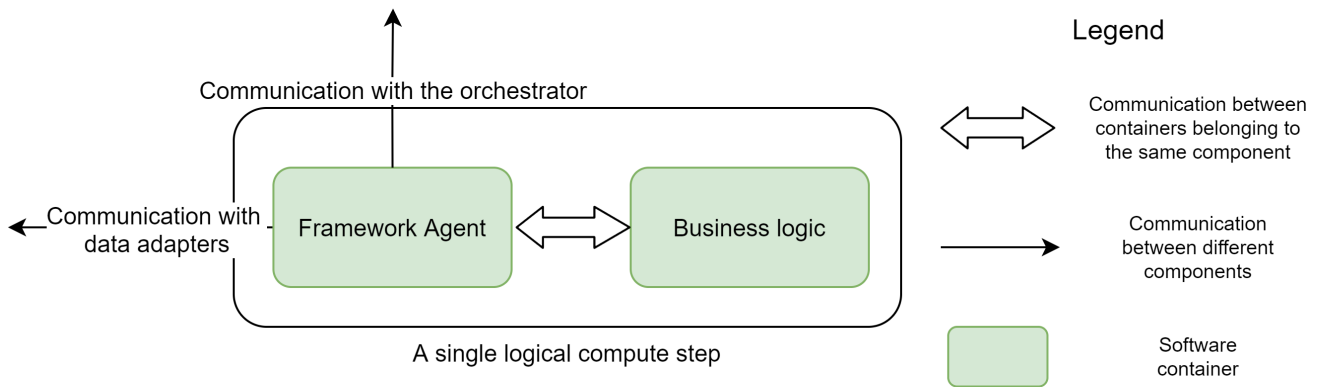 Legend
Communication with the orchestrator
Communication between
containers belonging to
the same component
Communication with
data adapters
Framework Agent
Business logic
Communication
between different
components
A single logical compute step
Software
container